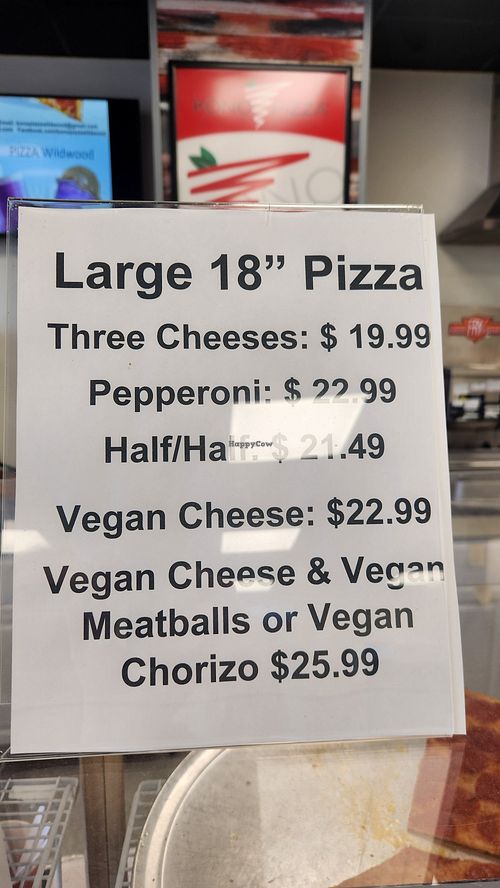 PIZZA Wildwood
Large 18” Pizza
Three Cheeses: $ 19.99
Pepperoni: $ 22.99
Half/Half: $ 21.49
HappyCow
Vegan Cheese: $22.99
Vegan Cheese & Vegan
Meatballs or Vegan
Chorizo $25.99